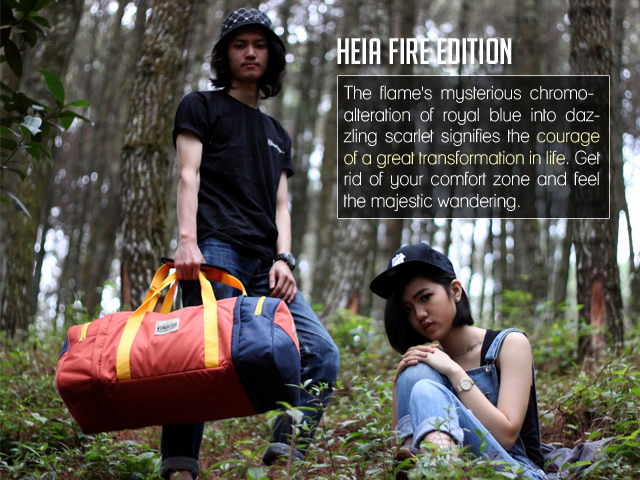 HEIA FIRE EDITION
The flame's mysterious chromo-
alteration of royal blue into daz-
zling scarlet signifies the courage
of a great transformation in life. Get
rid of your comfort zone and feel
the majestic wandering.